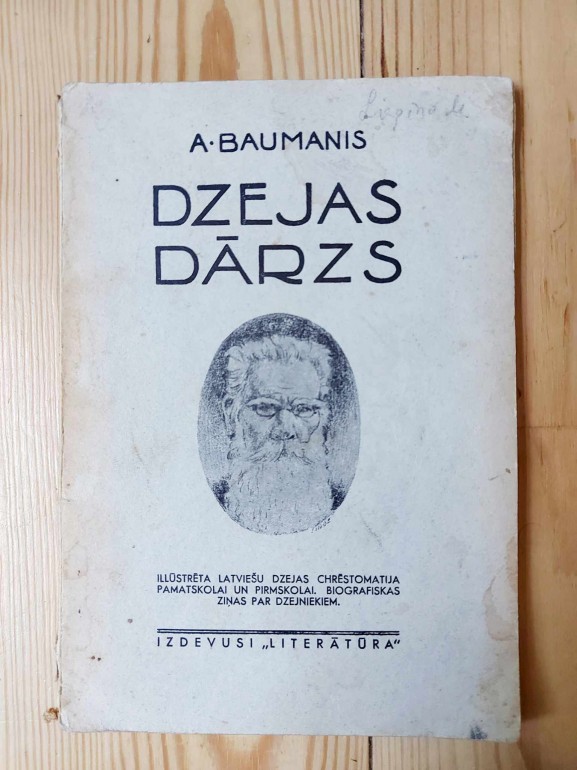 A·BAUMANIS
DZEJAS
DĀRZS
ILLŪSTRĒTA LATVIEŠU DZEJAS CHRĒSTOMATIJA
PAMATSKOLAI UN PIRMSKOLAI. BIOGRAFISKAS
ZIŅAS PAR DZEJNIEKIEM.
IZDEVUSI „LITERĀTŪRA“